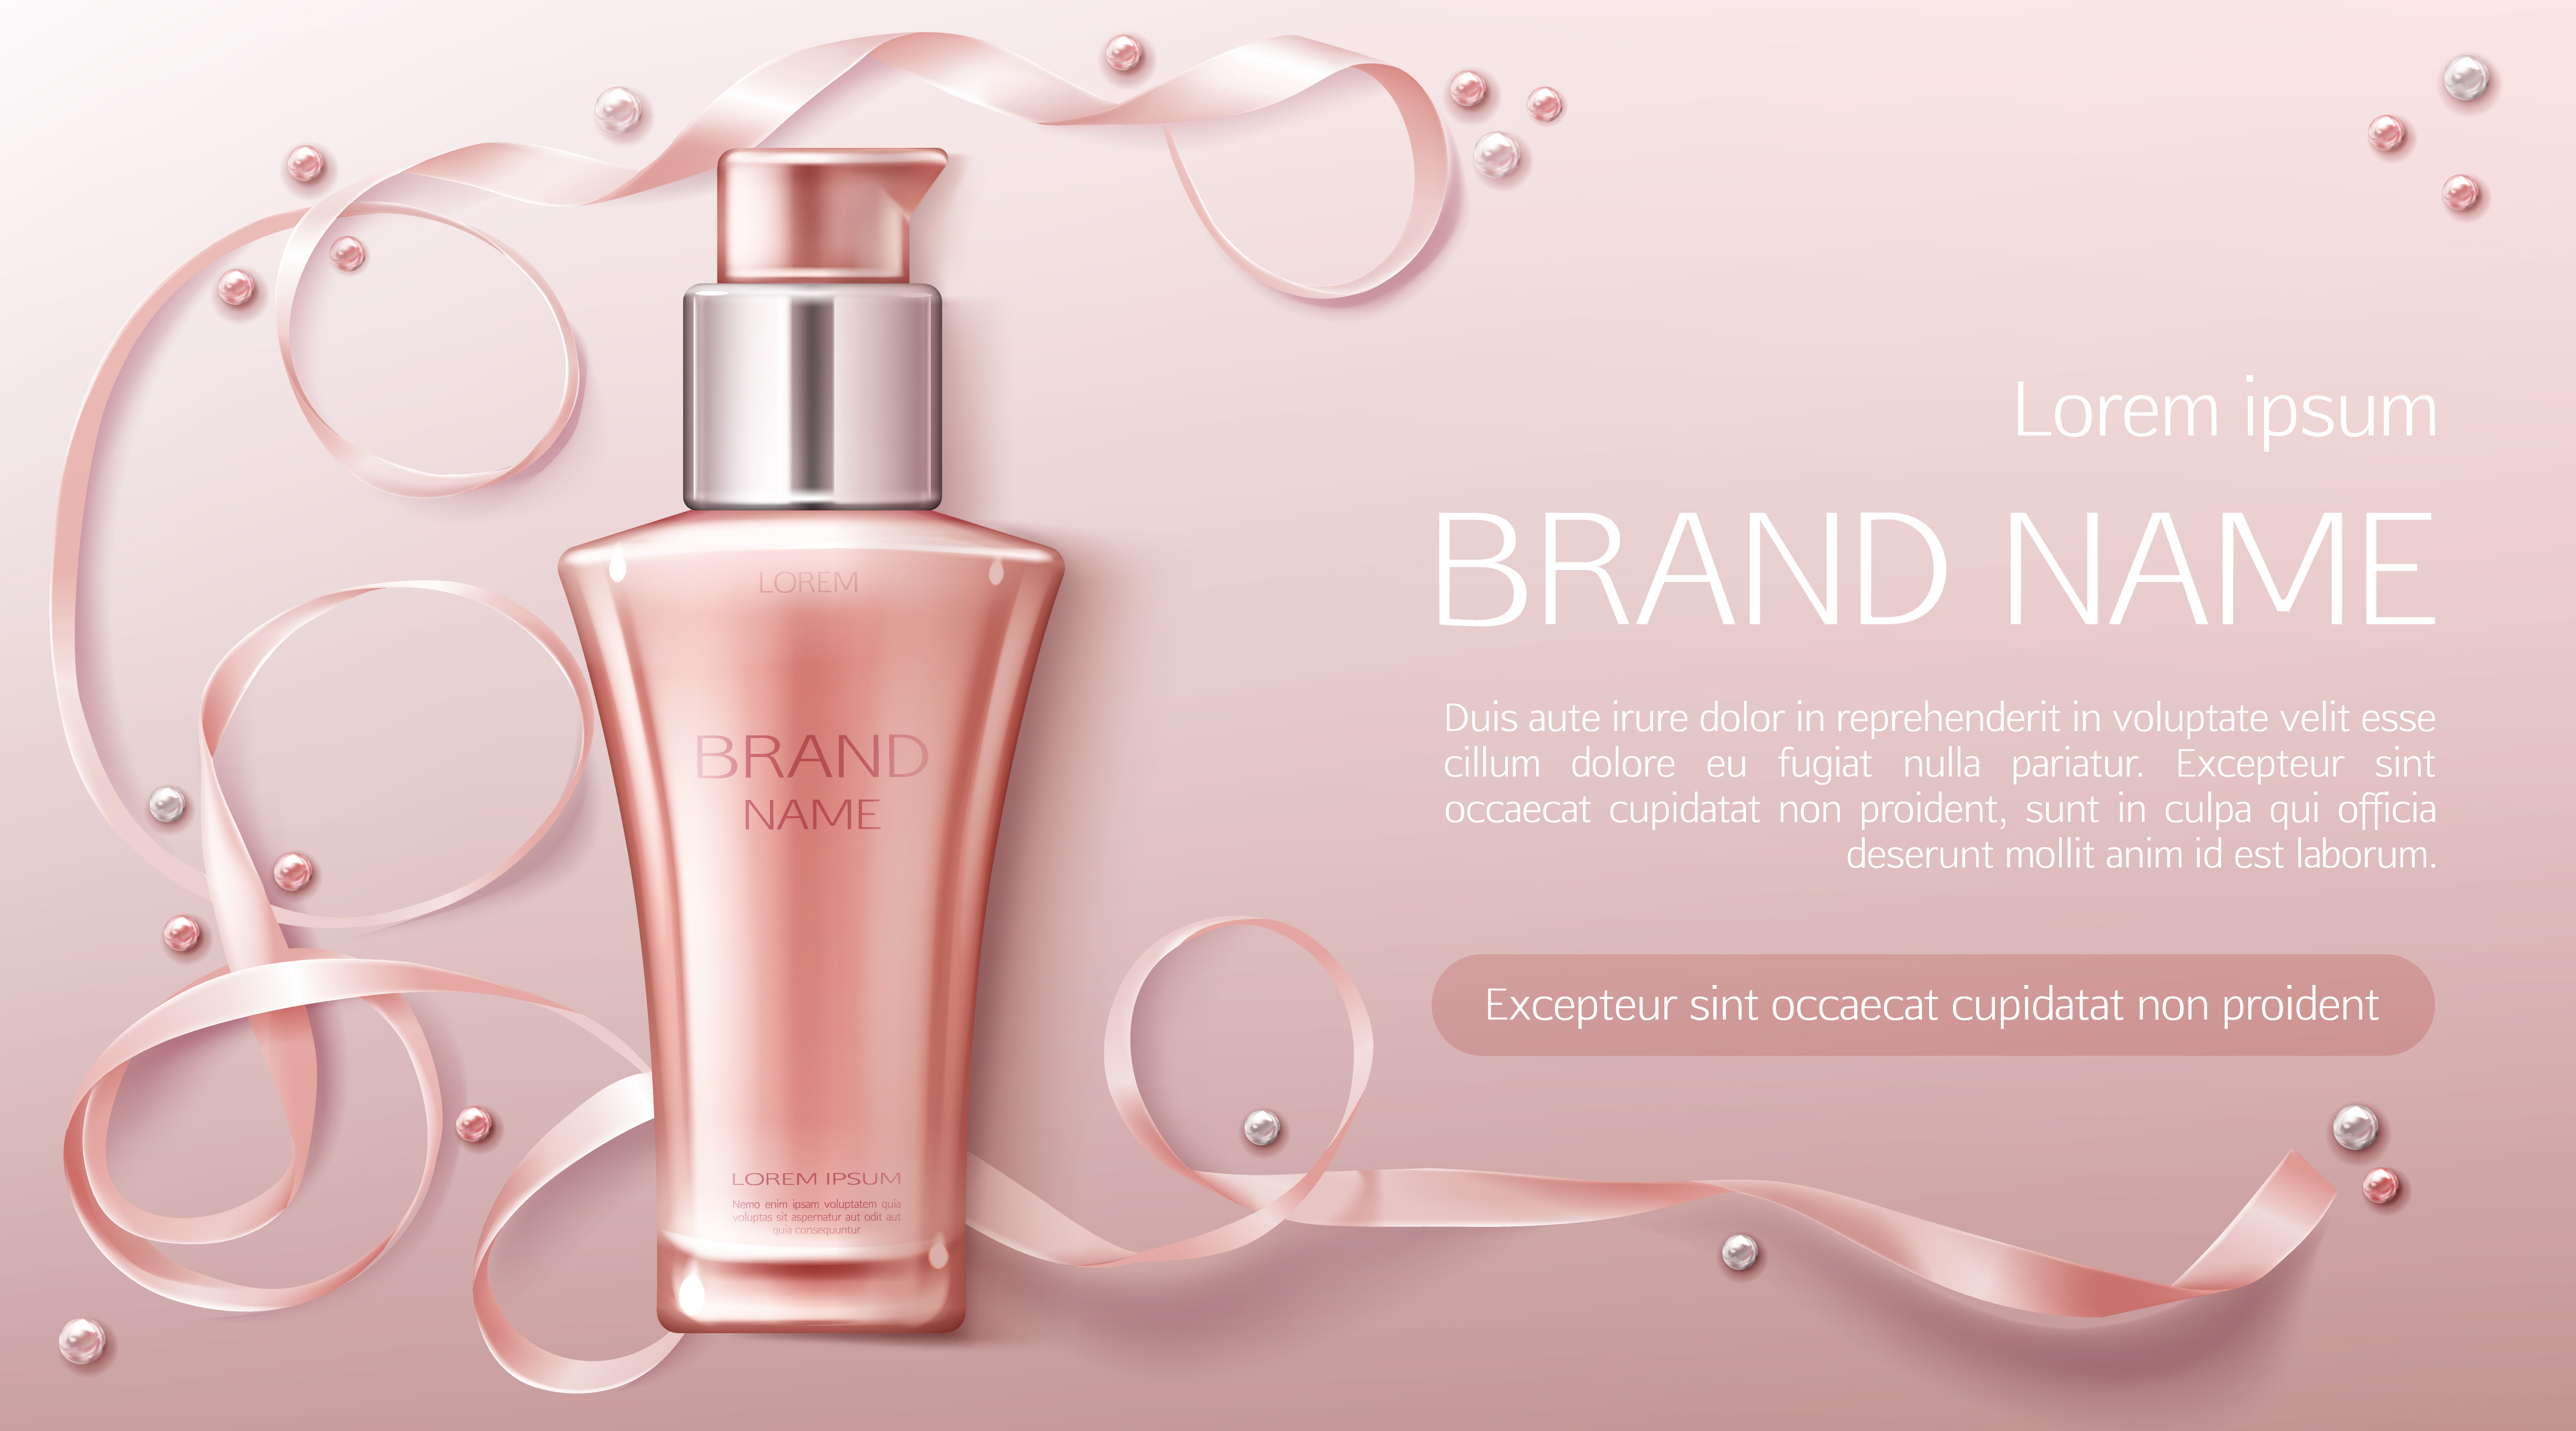 LOREM
BRAND
NAME
LOREM IPSUM
Nemo enim ipsam voluptatem quia
voluptas sit aspernatur aut odit aut
quia consequuntur
Lorem ipsum
BRAND NAME
Duis aute irure dolor in reprehenderit in voluptate velit esse
cillum dolore eu fugiat nulla pariatur. Excepteur sint
occaecat cupidatat non proident, sunt in culpa qui officia
deserunt mollit anim id est laborum.
Excepteur sint occaecat cupidatat non proident